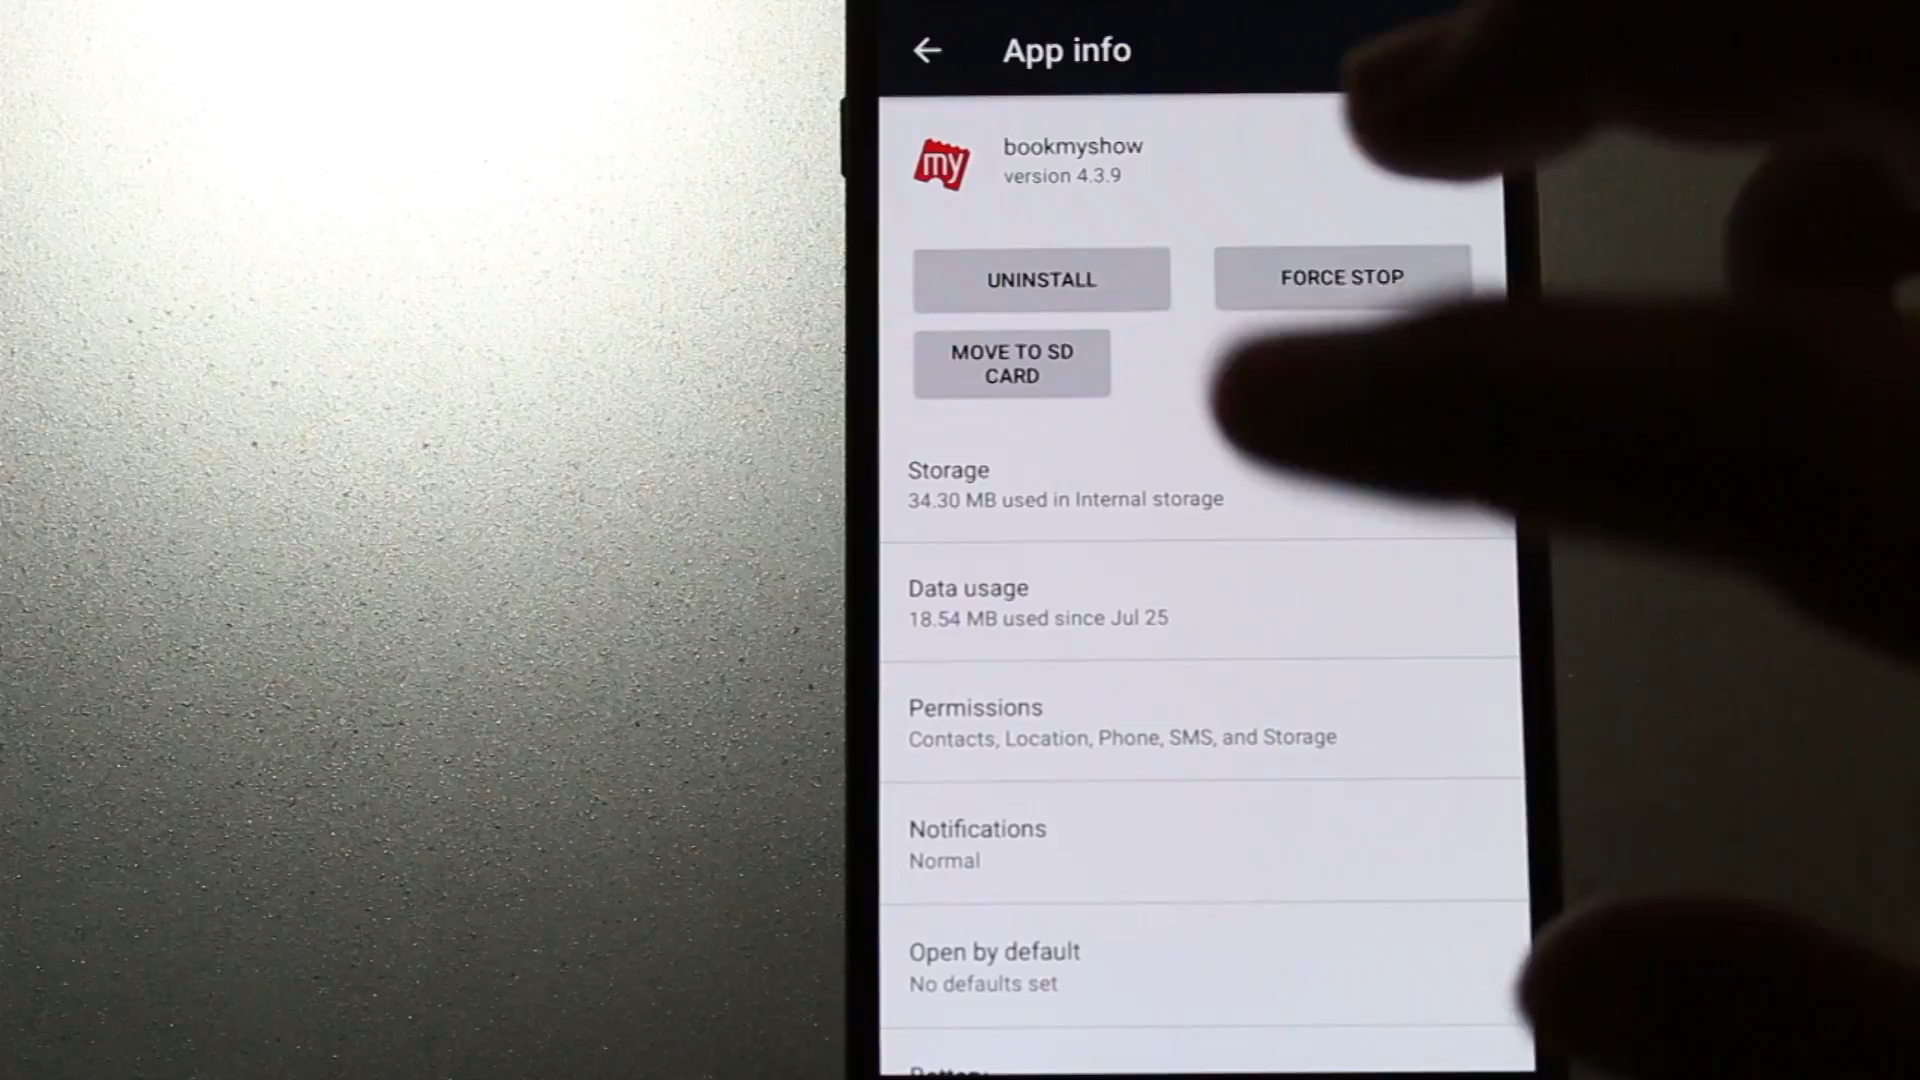 App info
my
bookmyshow
version 4.3.9
UNINSTALL
FORCE STOP
MOVE TO SD
CARD
Storage
34.30 MB used in Internal storage
Data usage
18.54 MB used since Jul 25
Permissions
Contacts, Location, Phone, SMS, and Storage
Notifications
Normal
Open by default
No defaults set